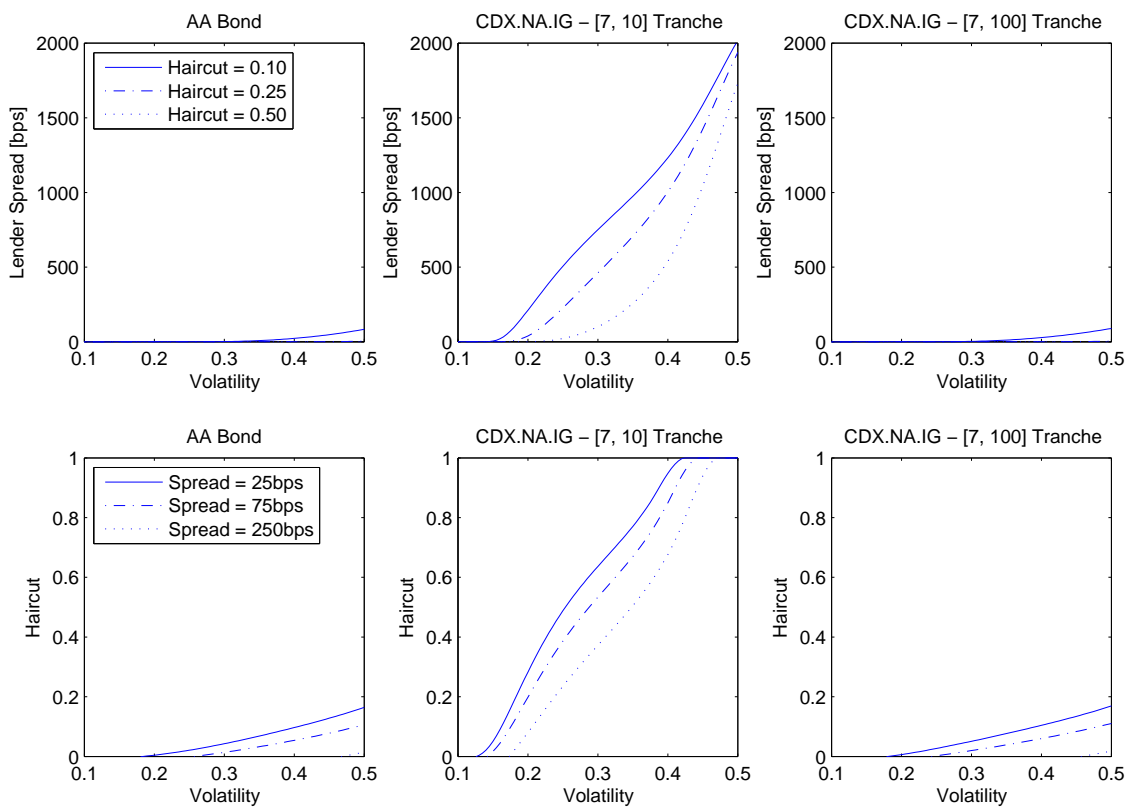 AA Bond
2000
1500
1000
500
0
0.1 0.2 0.3 0.4 0.5
Volatility
Lender Spread [bps]
Haircut = 0.10
Haircut = 0.25
Haircut = 0.50
CDX.NA.IG − [7, 10] Tranche
2000
1500
1000
500
0
0.1 0.2 0.3 0.4 0.5
Volatility
Lender Spread [bps]
CDX.NA.IG − [7, 100] Tranche
2000
1500
1000
500
0
0.1 0.2 0.3 0.4 0.5
Volatility
Lender Spread [bps]
AA Bond
1
0.8
0.6
0.4
0.2
0
0.1 0.2 0.3 0.4 0.5
Volatility
Haircut
Spread = 25bps
Spread = 75bps
Spread = 250bps
CDX.NA.IG − [7, 10] Tranche
1
0.8
0.6
0.4
0.2
0
0.1 0.2 0.3 0.4 0.5
Volatility
Haircut
CDX.NA.IG − [7, 100] Tranche
1
0.8
0.6
0.4
0.2
0
0.1 0.2 0.3 0.4 0.5
Volatility
Haircut